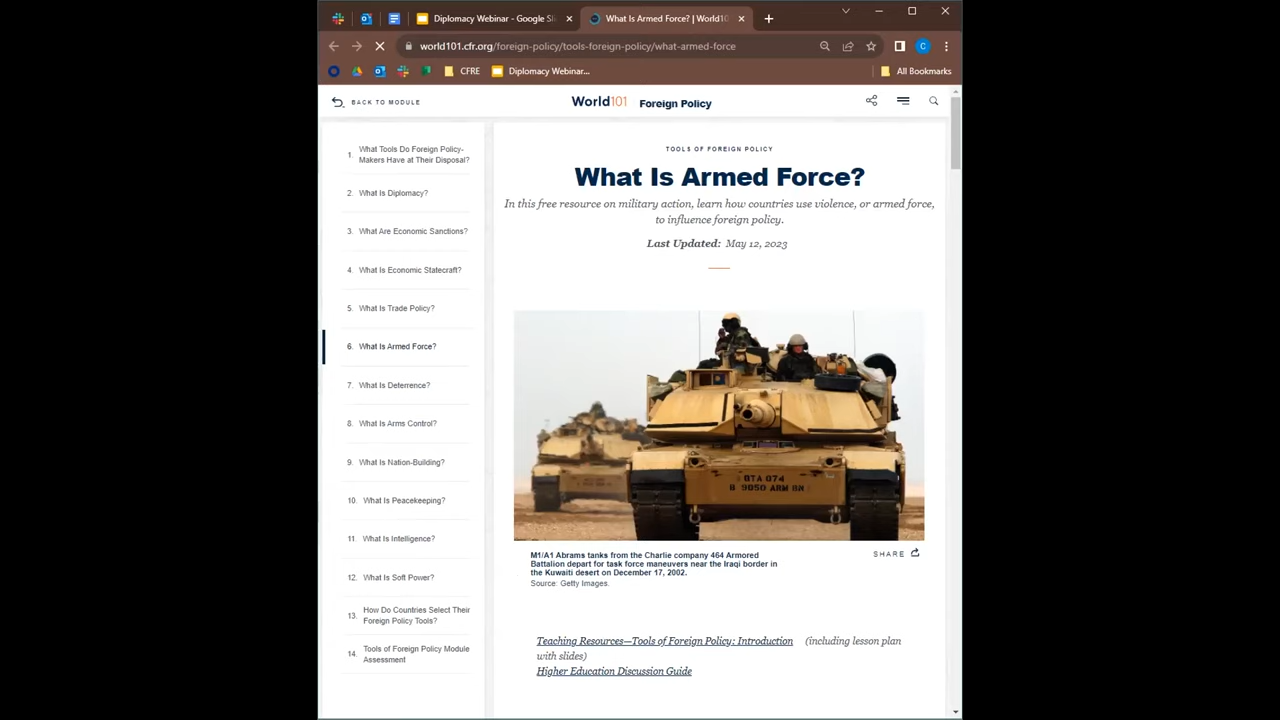 Diplomacy Webinar - Google Sli
What Is Armed Force? | World10
world101.cfr.org/foreign-policy/tools-foreign-policy/what-armed-force
C
CFRE
Diplomacy Webinar...
All Bookmarks
BACK TO MODULE
World101 Foreign Policy
1. What Tools Do Foreign Policy-
Makers Have at Their Disposal?
2. What Is Diplomacy?
3. What Are Economic Sanctions?
4. What Is Economic Statecraft?
5. What Is Trade Policy?
6. What Is Armed Force?
7. What Is Deterrence?
8. What Is Arms Control?
9. What Is Nation-Building?
10. What Is Peacekeeping?
11. What Is Intelligence?
12. What Is Soft Power?
13. How Do Countries Select Their
Foreign Policy Tools?
14. Tools of Foreign Policy Module
Assessment
TOOLS OF FOREIGN POLICY
What Is Armed Force?
In this free resource on military action, learn how countries use violence, or armed force,
to influence foreign policy.
Last Updated: May 12, 2023
M1/A1 Abrams tanks from the Charlie company 464 Armored
Battalion depart for task force maneuvers near the Iraqi border in
the Kuwaiti desert on December 17, 2002.
Source: Getty Images.
SHARE
Teaching Resources—Tools of Foreign Policy: Introduction (including lesson plan
with slides)
Higher Education Discussion Guide